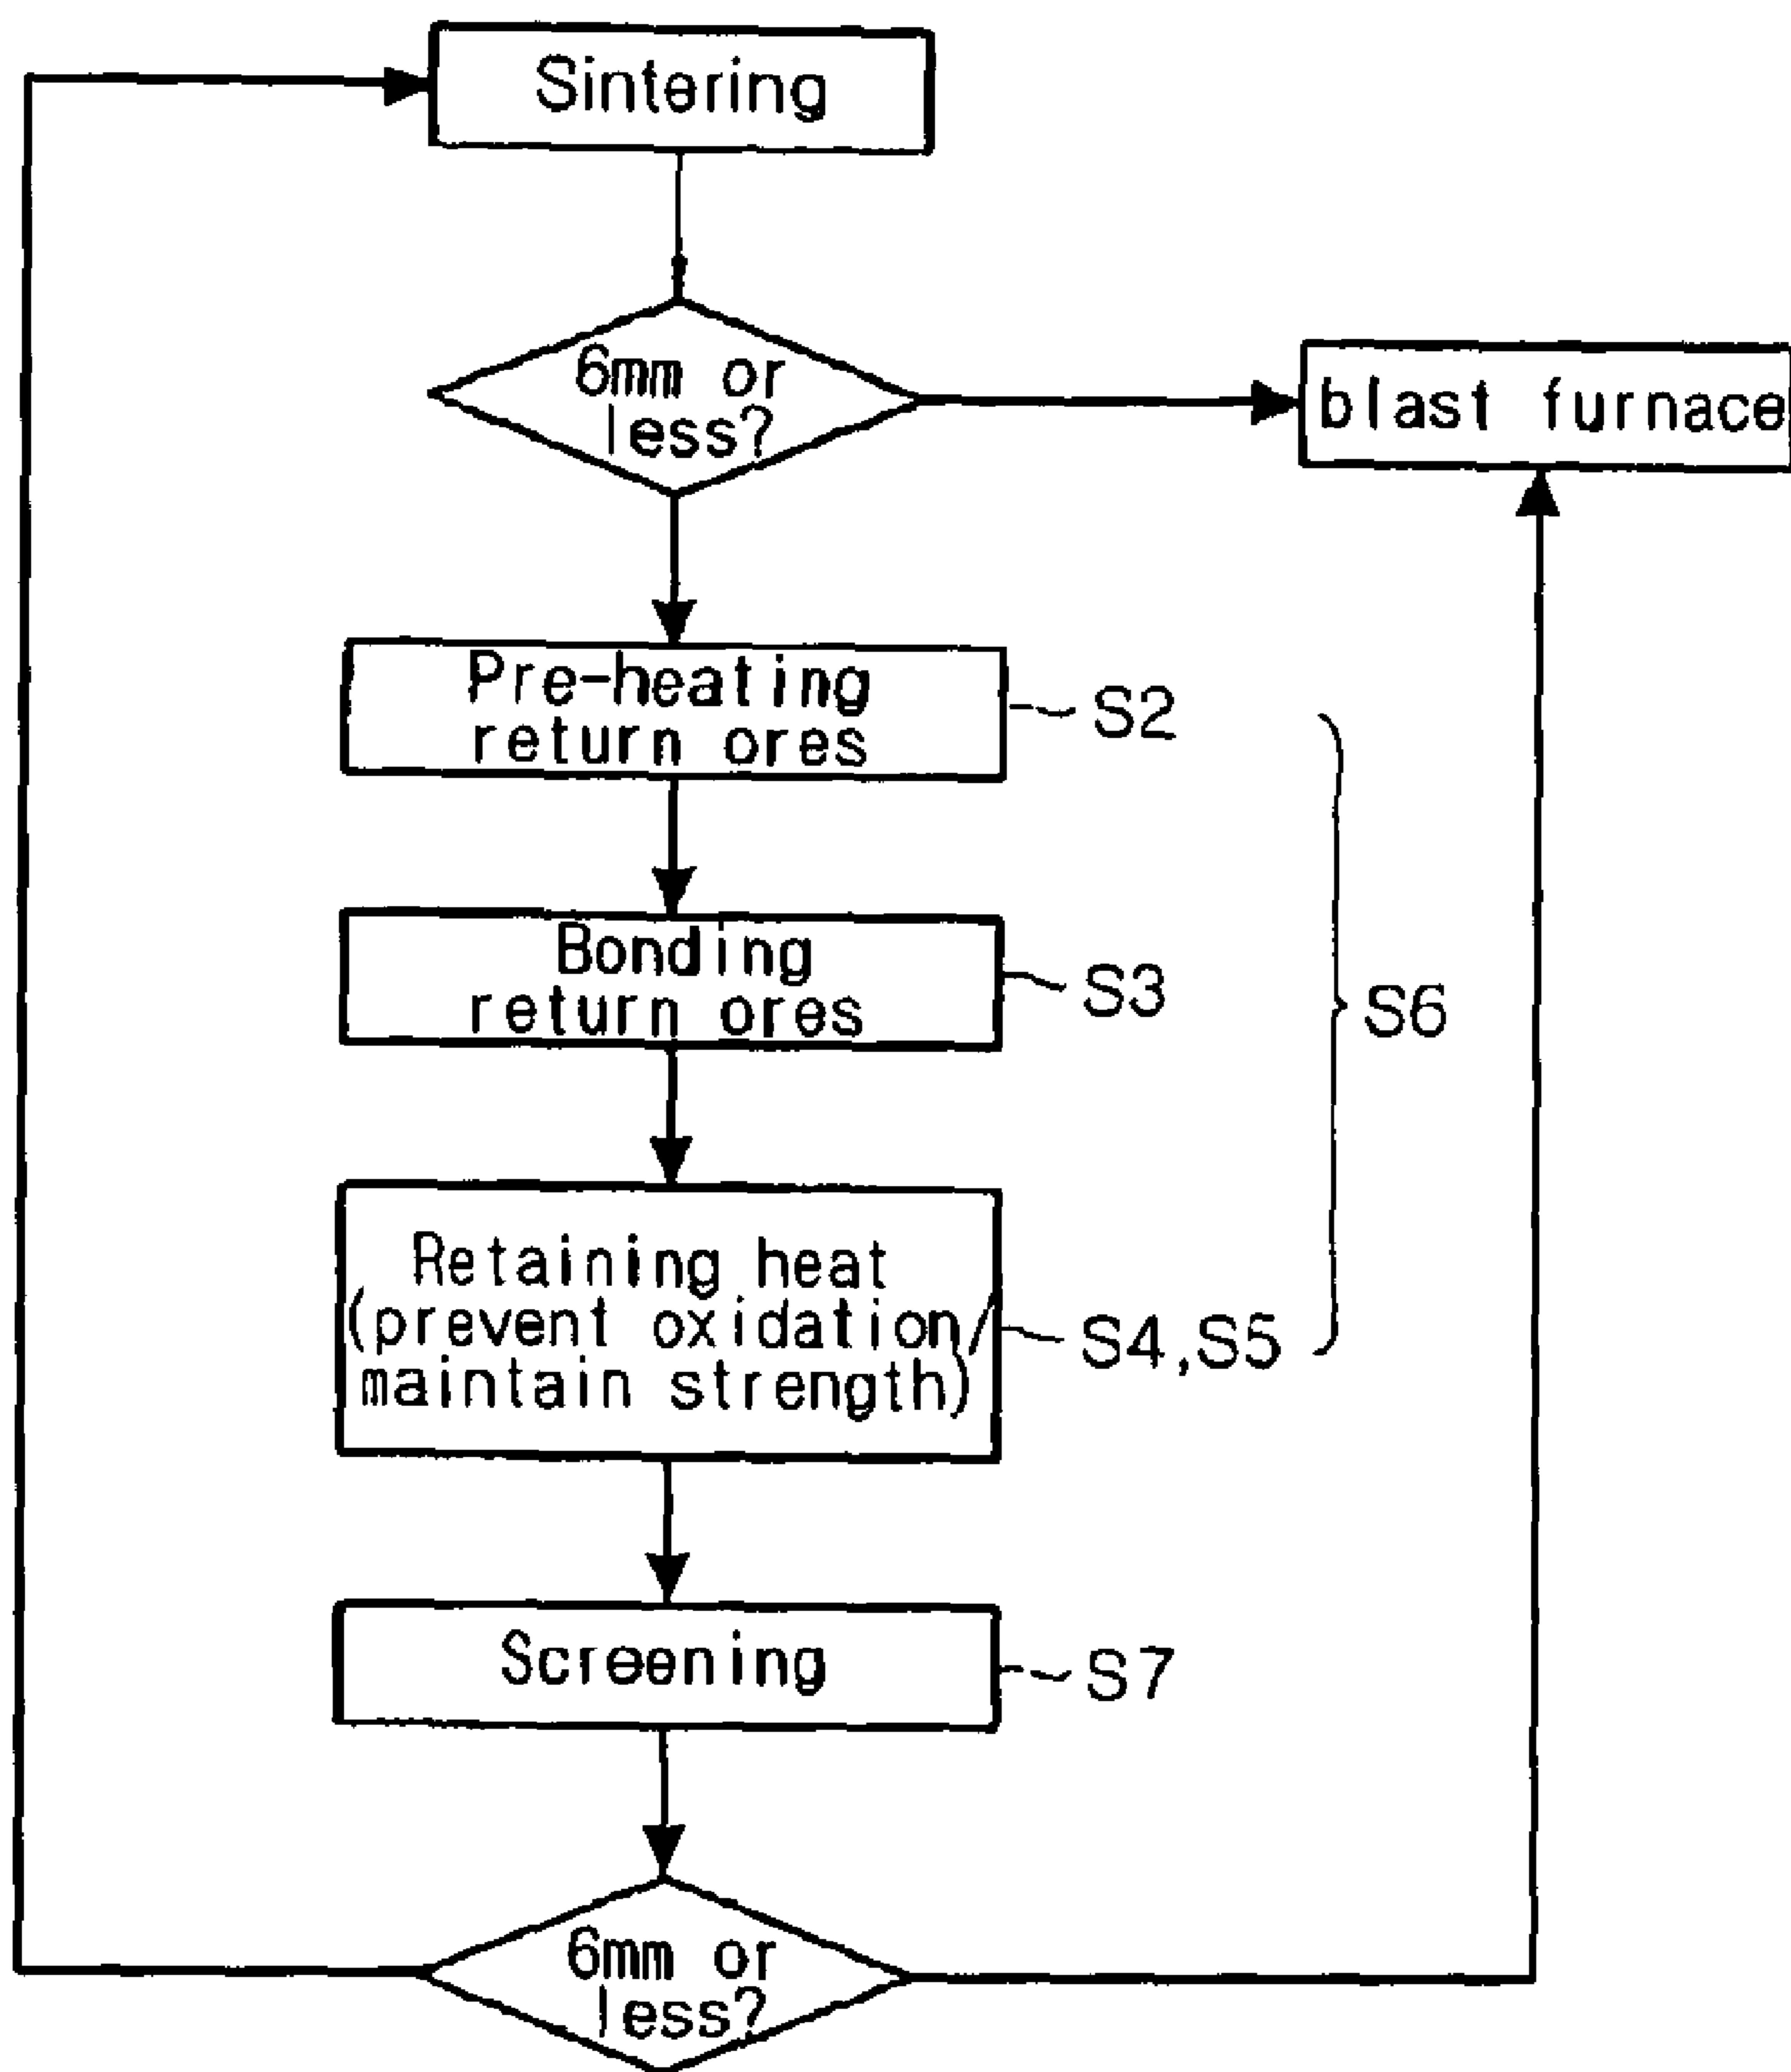 Sintering
6mm or
less?
blast furnace
Pre-heating
return ores
S2
Bonding
return ores
S3
S6
Retaining heat
(prevent oxidation/
maintain strength)
S4,S5
Screening
S7
6mm or
less?